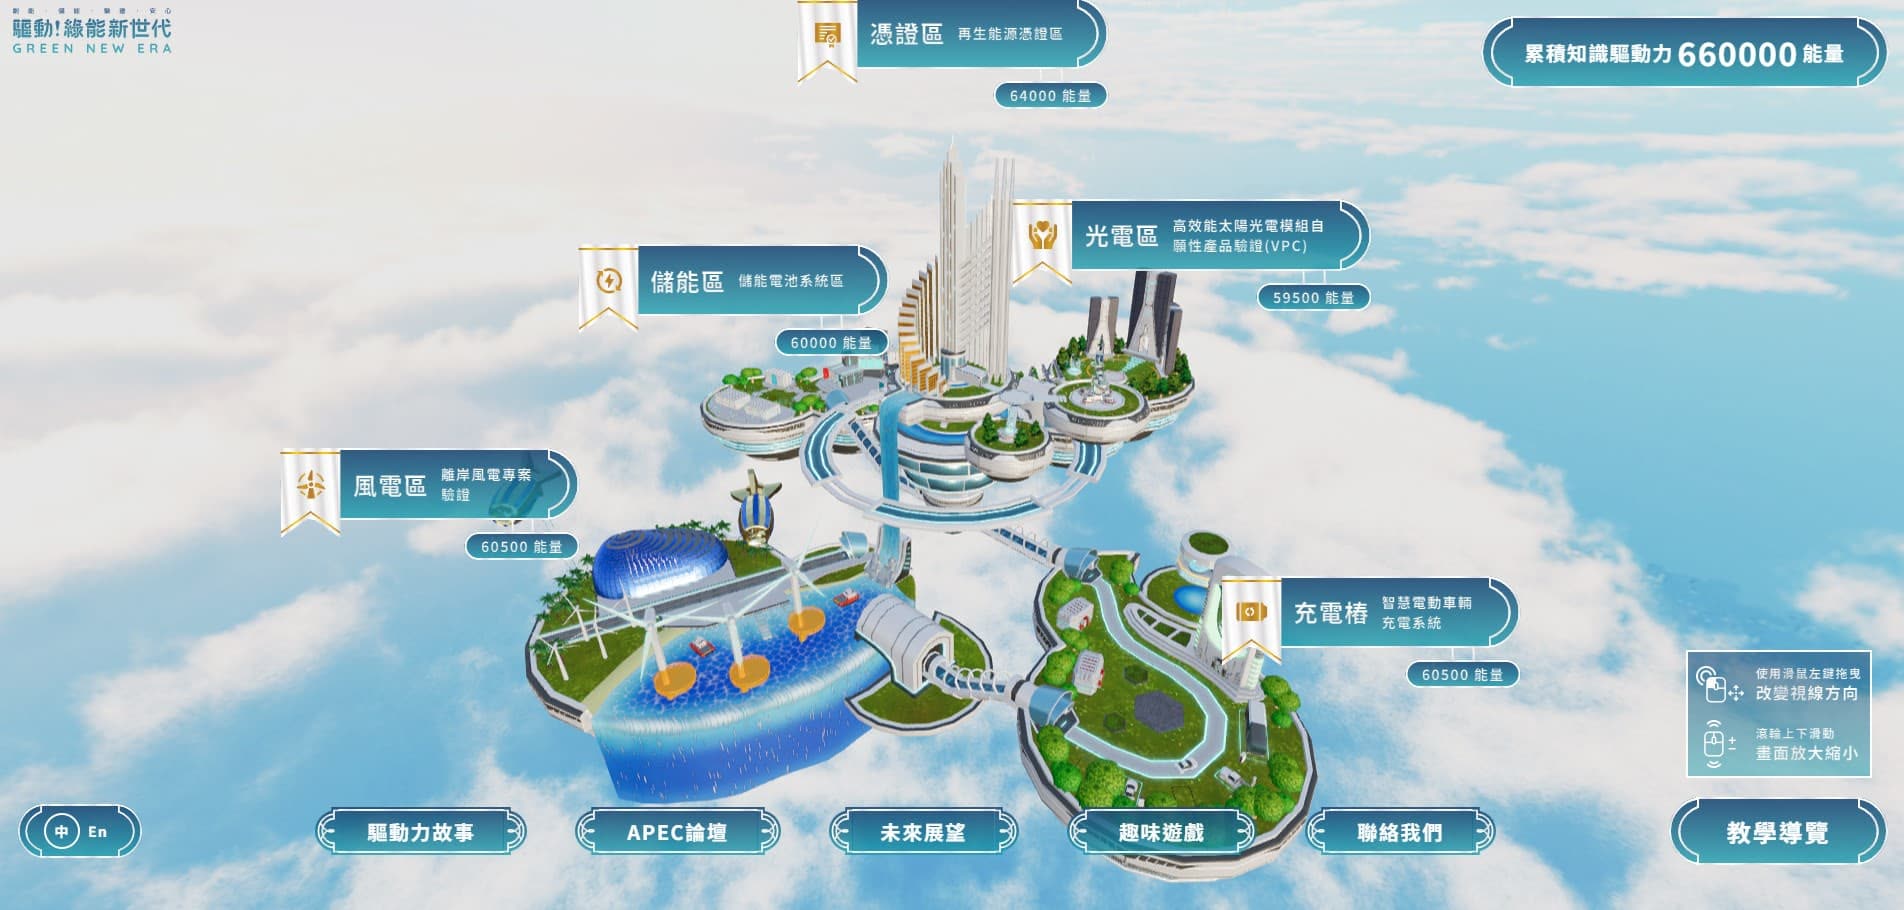 創能‧儲能‧驗證‧安心
驅動!綠能新世代
GREEN NEW ERA
憑證區 再生能源憑證區
64000 能量
累積知識驅動力 660000 能量
光電區 高效能太陽光電模組自
願性產品驗證(VPC)
59500 能量
儲能區 儲能電池系統區
60000 能量
風電區 離岸風電專案
驗證
60500 能量
充電樁 智慧電動車輛
充電系統
60500 能量
使用滑鼠左鍵拖曳
改變視線方向
滾輪上下滑動
畫面放大縮小
中 En
驅動力故事
APEC論壇
未來展望
趣味遊戲
聯絡我們
教學導覽